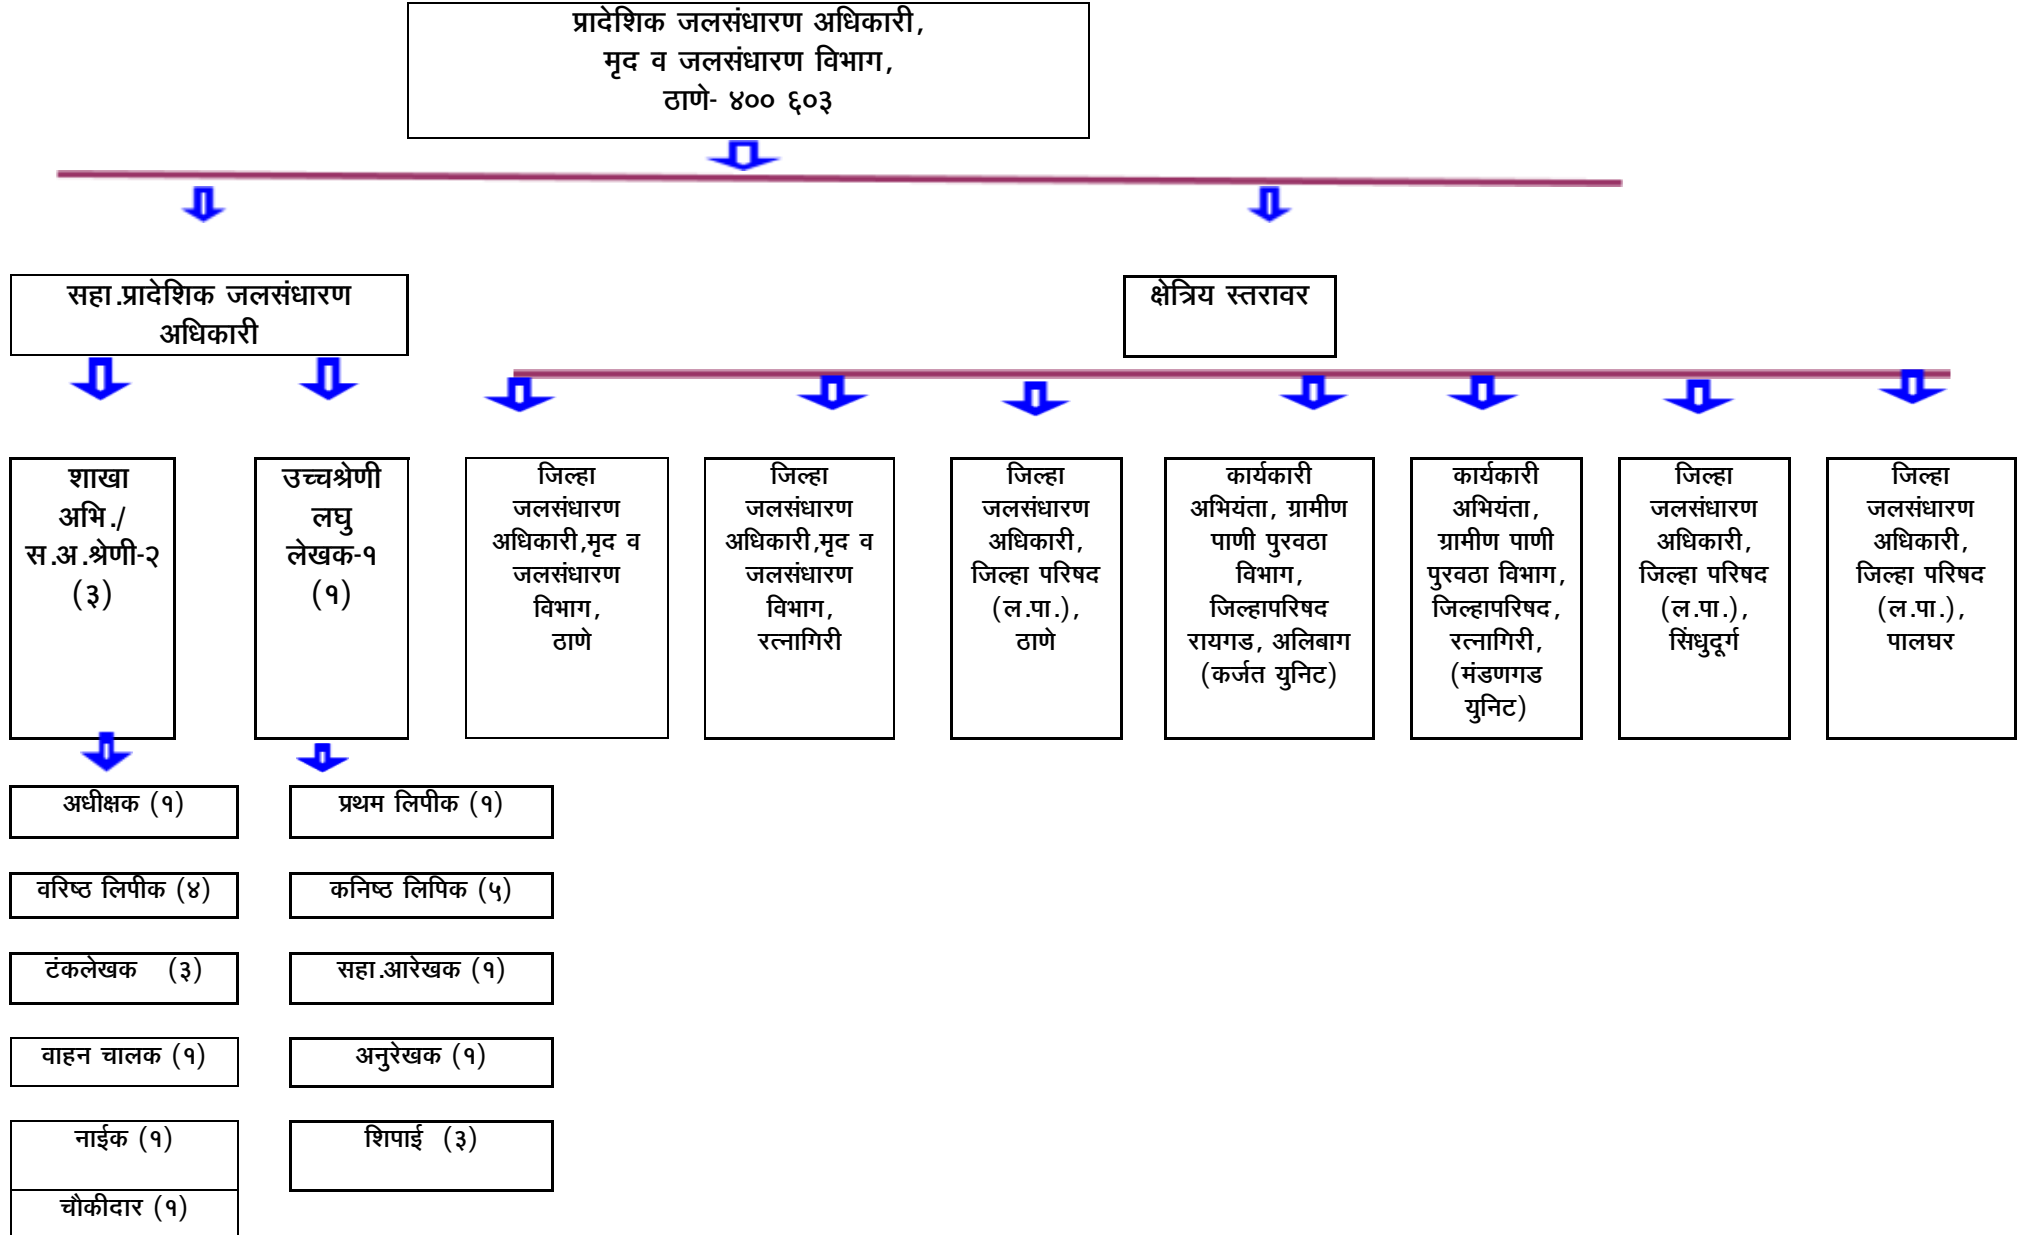 प्रादेशिक जलसंधारण अधिकारी,
मृद व जलसंधारण विभाग,
ठाणे- ४०० ६०३
सहा.प्रादेशिक जलसंधारण
अधिकारी
क्षेत्रिय स्तरावर
शाखा
अभि./
स.अ.श्रेणी-२
(३)
उच्चश्रेणी
लघु
लेखक-१
(१)
जिल्हा
जलसंधारण
अधिकारी,मृद व
जलसंधारण
विभाग,
ठाणे
जिल्हा
जलसंधारण
अधिकारी,मृद व
जलसंधारण
विभाग,
रत्नागिरी
जिल्हा
जलसंधारण
अधिकारी,
जिल्हा परिषद
(ल.पा.),
ठाणे
कार्यकारी
अभियंता, ग्रामीण
पाणी पुरवठा
विभाग,
जिल्हापरिषद
रायगड, अलिबाग
(कर्जत युनिट)
कार्यकारी
अभियंता,
ग्रामीण पाणी
पुरवठा विभाग,
जिल्हापरिषद,
रत्नागिरी,
(मंडणगड
युनिट)
जिल्हा
जलसंधारण
अधिकारी,
जिल्हा परिषद
(ल.पा.),
सिंधुदूर्ग
जिल्हा
जलसंधारण
अधिकारी,
जिल्हा परिषद
(ल.पा.),
पालघर
अधीक्षक (१)
प्रथम लिपीक (१)
वरिष्ठ लिपीक (४)
कनिष्ठ लिपिक (५)
टंकलेखक (३)
सहा.आरेखक (१)
वाहन चालक (१)
अनुरेखक (१)
नाईक (१)
शिपाई (३)
चौकीदार (१)